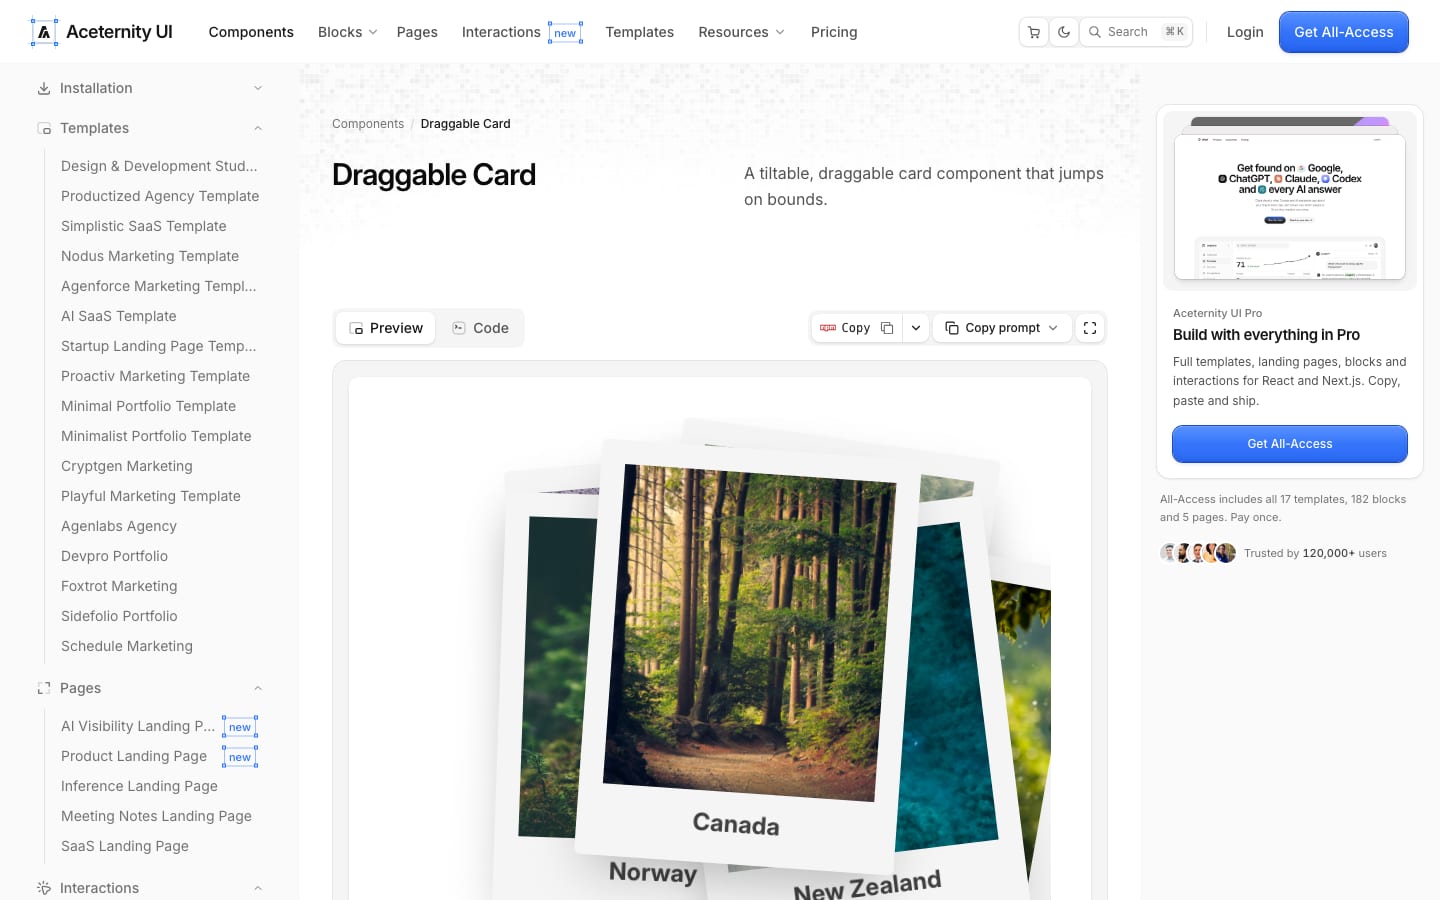 Aceternity UI
Components
Blocks
Pages
Interactions
new
Templates
Resources
Pricing
Search
⌘ K
Login
Get All-Access
Installation
Templates
Design & Development Stud...
Productized Agency Template
Simplistic SaaS Template
Nodus Marketing Template
Agenforce Marketing Templ...
AI SaaS Template
Startup Landing Page Temp...
Proactiv Marketing Template
Minimal Portfolio Template
Minimalist Portfolio Template
Cryptgen Marketing
Playful Marketing Template
Agenlabs Agency
Devpro Portfolio
Foxtrot Marketing
Sidefolio Portfolio
Schedule Marketing
Pages
AI Visibility Landing P... new
Product Landing Page new
Inference Landing Page
Meeting Notes Landing Page
SaaS Landing Page
Interactions
Components / Draggable Card
Draggable Card
A tiltable, draggable card component that jumps
on bounds.
Preview
Code
Copy
Copy prompt
Canada
Norway
New Zealand
Get found on Google,
ChatGPT, Claude, Codex
and every AI answer
71
Aceternity UI Pro
Build with everything in Pro
Full templates, landing pages, blocks and
interactions for React and Next.js. Copy,
paste and ship.
Get All-Access
All-Access includes all 17 templates, 182 blocks
and 5 pages. Pay once.
Trusted by 120,000+ users